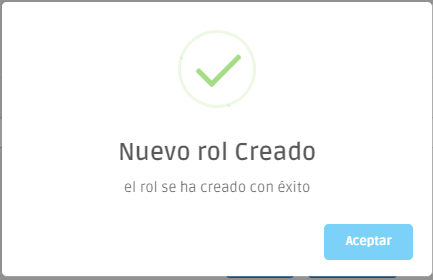 Nuevo rol Creado
el rol se ha creado con éxito
Aceptar